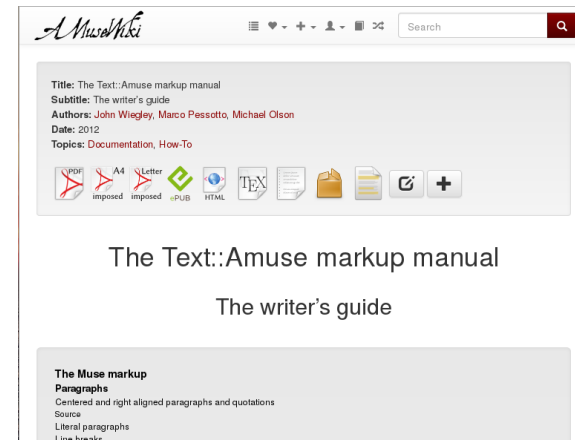 A MuseWiki
Search
Title: The Text::Amuse markup manual
Subtitle: The writer's guide
Authors: John Wiegley, Marco Pessotto, Michael Olson
Date: 2012
Topics: Documentation, How-To
PDF A4 Letter TEX
imposed imposed ePUB HTML
The Text::Amuse markup manual
The writer's guide
The Muse markup
Paragraphs
Centered and right aligned paragraphs and quotations
Source
Literal paragraphs
Line breaks